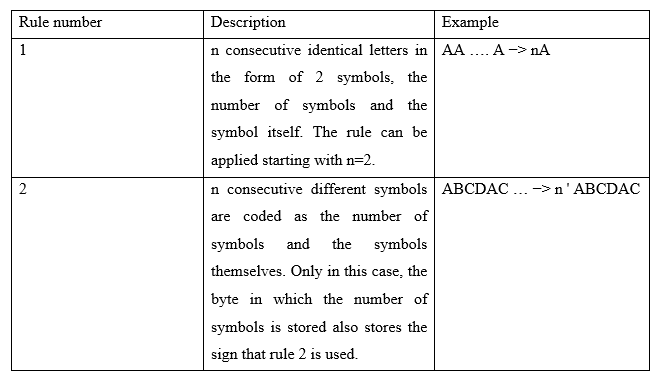 Rule number Description Example
1 n consecutive identical letters in AA .... A −> nA
the form of 2 symbols, the
number of symbols and the
symbol itself. The rule can be
applied starting with n=2.
2 n consecutive different symbols ABCDAC ... −> n ' ABCDAC
are coded as the number of
symbols and the symbols
themselves. Only in this case, the
byte in which the number of
symbols is stored also stores the
sign that rule 2 is used.